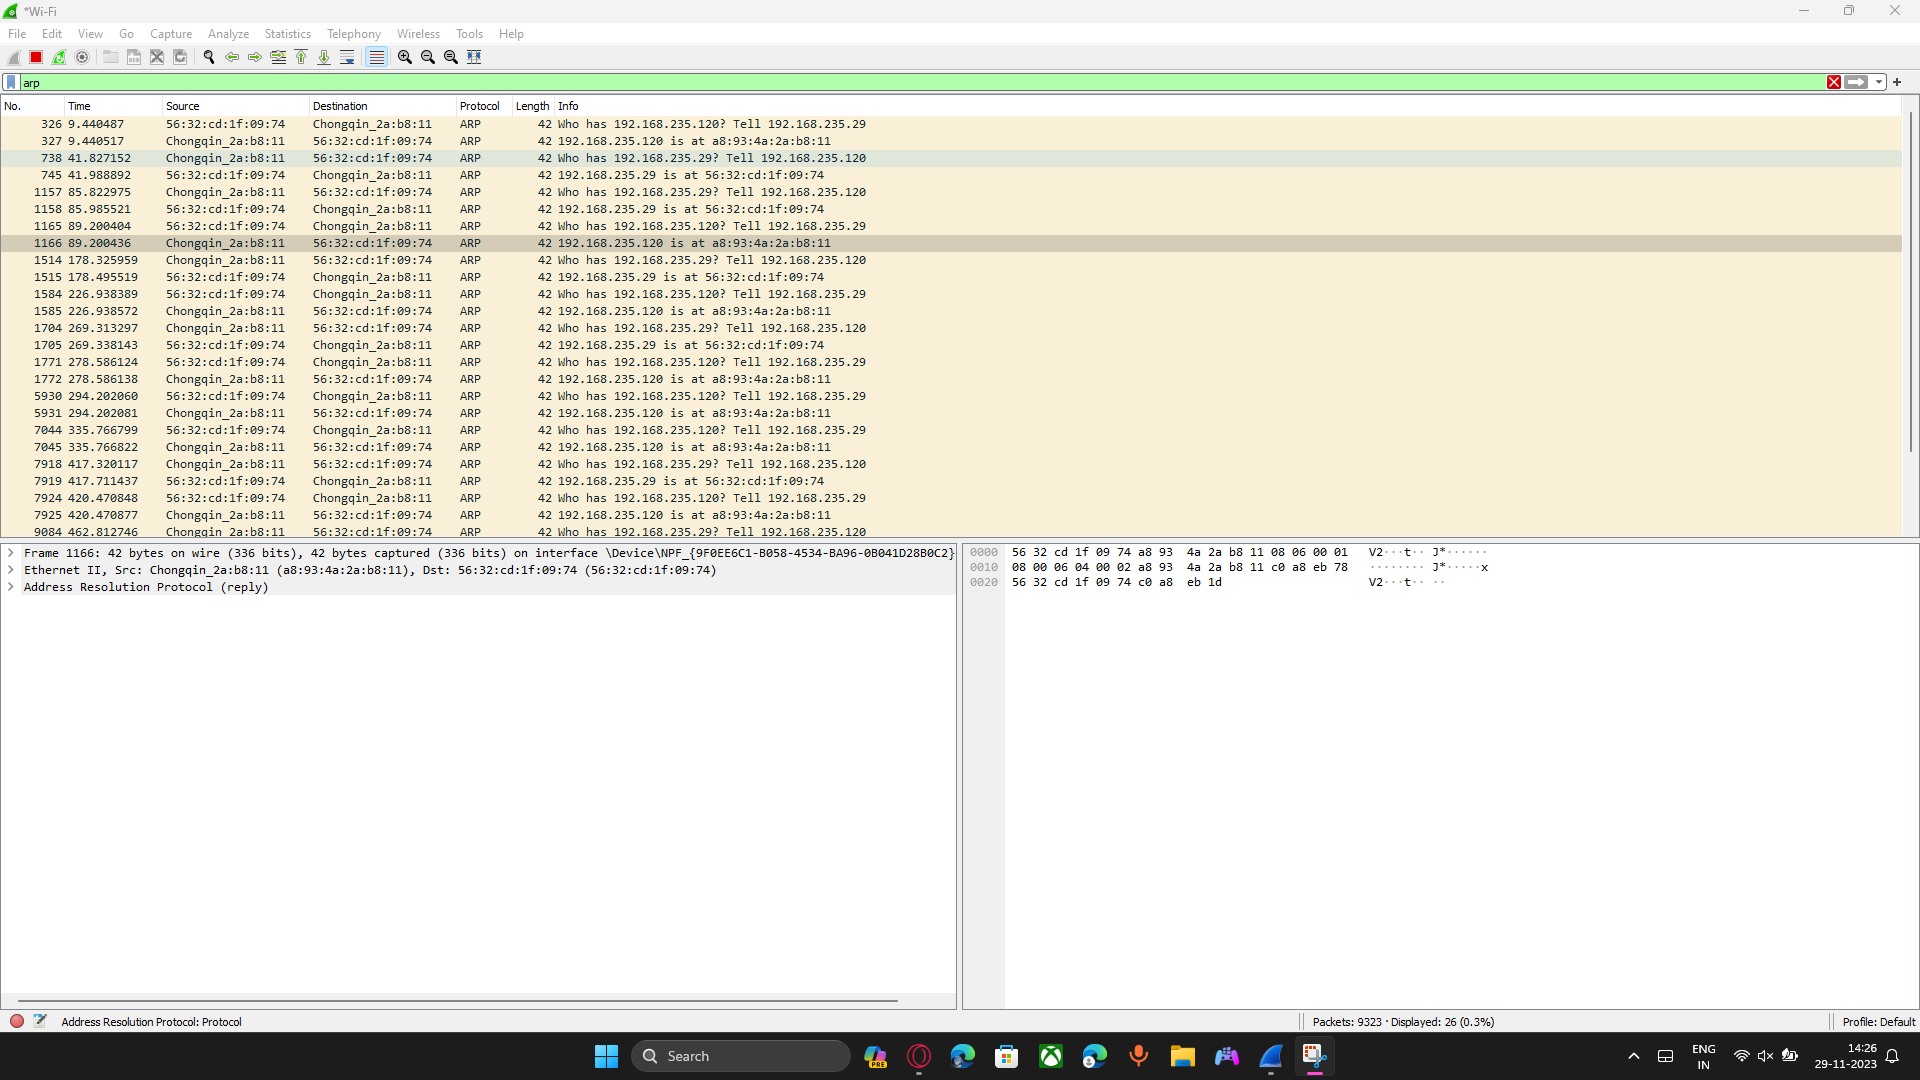 *Wi-Fi
File Edit View Go Capture Analyze Statistics Telephony Wireless Tools Help
arp
No. Time Source Destination Protocol Length Info
326 9.440487 56:32:cd:1f:09:74 Chongqin_2a:b8:11 ARP 42 Who has 192.168.235.120? Tell 192.168.235.29
327 9.440517 Chongqin_2a:b8:11 56:32:cd:1f:09:74 ARP 42 192.168.235.120 is at a8:93:4a:2a:b8:11
738 41.827152 Chongqin_2a:b8:11 56:32:cd:1f:09:74 ARP 42 Who has 192.168.235.29? Tell 192.168.235.120
745 41.988892 56:32:cd:1f:09:74 Chongqin_2a:b8:11 ARP 42 192.168.235.29 is at 56:32:cd:1f:09:74
1157 85.822975 Chongqin_2a:b8:11 56:32:cd:1f:09:74 ARP 42 Who has 192.168.235.29? Tell 192.168.235.120
1158 85.985521 56:32:cd:1f:09:74 Chongqin_2a:b8:11 ARP 42 192.168.235.29 is at 56:32:cd:1f:09:74
1165 89.200404 56:32:cd:1f:09:74 Chongqin_2a:b8:11 ARP 42 Who has 192.168.235.120? Tell 192.168.235.29
1166 89.200436 Chongqin_2a:b8:11 56:32:cd:1f:09:74 ARP 42 192.168.235.120 is at a8:93:4a:2a:b8:11
1514 178.325959 Chongqin_2a:b8:11 56:32:cd:1f:09:74 ARP 42 Who has 192.168.235.29? Tell 192.168.235.120
1515 178.495519 56:32:cd:1f:09:74 Chongqin_2a:b8:11 ARP 42 192.168.235.29 is at 56:32:cd:1f:09:74
1584 226.938389 56:32:cd:1f:09:74 Chongqin_2a:b8:11 ARP 42 Who has 192.168.235.120? Tell 192.168.235.29
1585 226.938572 Chongqin_2a:b8:11 56:32:cd:1f:09:74 ARP 42 192.168.235.120 is at a8:93:4a:2a:b8:11
1704 269.313297 Chongqin_2a:b8:11 56:32:cd:1f:09:74 ARP 42 Who has 192.168.235.29? Tell 192.168.235.120
1705 269.338143 56:32:cd:1f:09:74 Chongqin_2a:b8:11 ARP 42 192.168.235.29 is at 56:32:cd:1f:09:74
1771 278.586124 56:32:cd:1f:09:74 Chongqin_2a:b8:11 ARP 42 Who has 192.168.235.120? Tell 192.168.235.29
1772 278.586138 Chongqin_2a:b8:11 56:32:cd:1f:09:74 ARP 42 192.168.235.120 is at a8:93:4a:2a:b8:11
5930 294.202060 56:32:cd:1f:09:74 Chongqin_2a:b8:11 ARP 42 Who has 192.168.235.120? Tell 192.168.235.29
5931 294.202081 Chongqin_2a:b8:11 56:32:cd:1f:09:74 ARP 42 192.168.235.120 is at a8:93:4a:2a:b8:11
7044 335.766799 56:32:cd:1f:09:74 Chongqin_2a:b8:11 ARP 42 Who has 192.168.235.120? Tell 192.168.235.29
7045 335.766822 Chongqin_2a:b8:11 56:32:cd:1f:09:74 ARP 42 192.168.235.120 is at a8:93:4a:2a:b8:11
7918 417.320117 Chongqin_2a:b8:11 56:32:cd:1f:09:74 ARP 42 Who has 192.168.235.29? Tell 192.168.235.120
7919 417.711437 56:32:cd:1f:09:74 Chongqin_2a:b8:11 ARP 42 192.168.235.29 is at 56:32:cd:1f:09:74
7924 420.470848 56:32:cd:1f:09:74 Chongqin_2a:b8:11 ARP 42 Who has 192.168.235.120? Tell 192.168.235.29
7925 420.470877 Chongqin_2a:b8:11 56:32:cd:1f:09:74 ARP 42 192.168.235.120 is at a8:93:4a:2a:b8:11
9084 462.812746 Chongqin_2a:b8:11 56:32:cd:1f:09:74 ARP 42 Who has 192.168.235.29? Tell 192.168.235.120
Frame 1166: 42 bytes on wire (336 bits), 42 bytes captured (336 bits) on interface \Device\NPF_{9F0EE6C1-B058-4534-BA96-0B041D28B0C2}
Ethernet II, Src: Chongqin_2a:b8:11 (a8:93:4a:2a:b8:11), Dst: 56:32:cd:1f:09:74 (56:32:cd:1f:09:74)
Address Resolution Protocol (reply)
0000 56 32 cd 1f 09 74 a8 93 4a 2a b8 11 08 06 00 01 V2···t·· J*······
0010 08 00 06 04 00 02 a8 93 4a 2a b8 11 c0 a8 eb 78 ········ J*·····x
0020 56 32 cd 1f 09 74 c0 a8 eb 1d V2···t·· ··
Address Resolution Protocol: Protocol
Packets: 9323 · Displayed: 26 (0.3%)
Profile: Default
Search
PRE
ENG
IN
14:26
29-11-2023